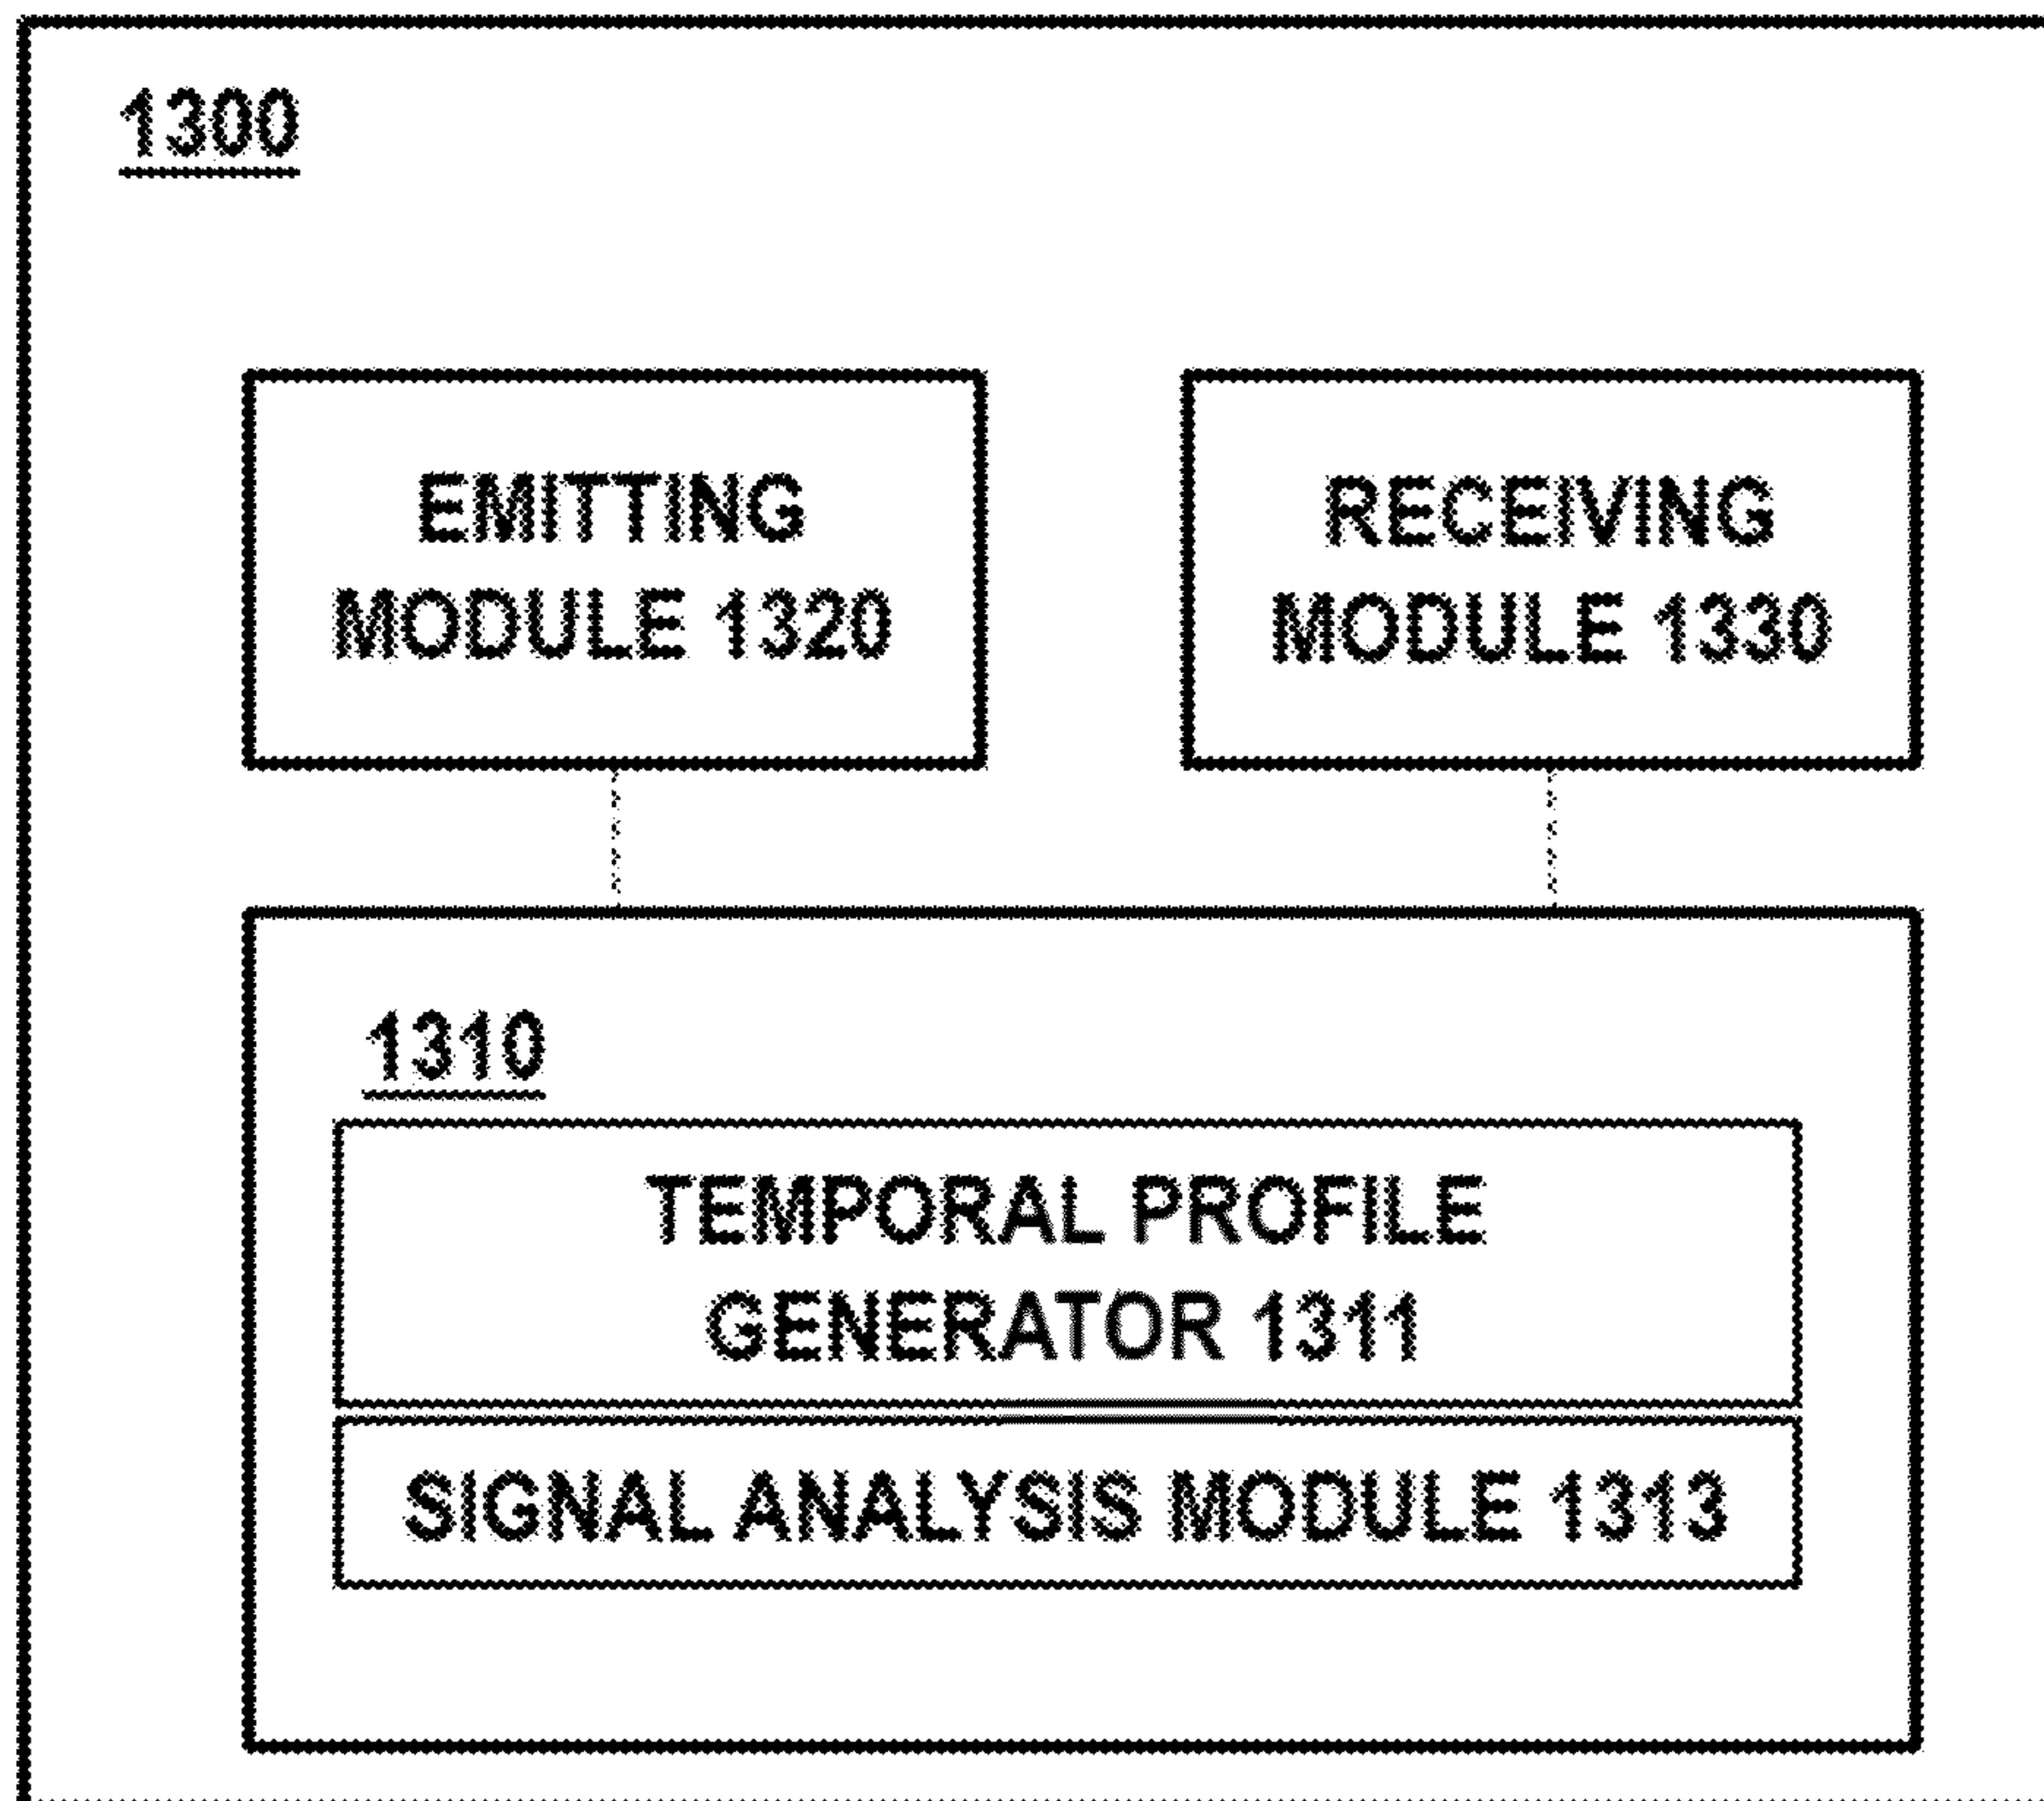 1300
EMITTING
MODULE 1320
RECEIVING
MODULE 1330
1310
TEMPORAL PROFILE
GENERATOR 1311
SIGNAL ANALYSIS MODULE 1313